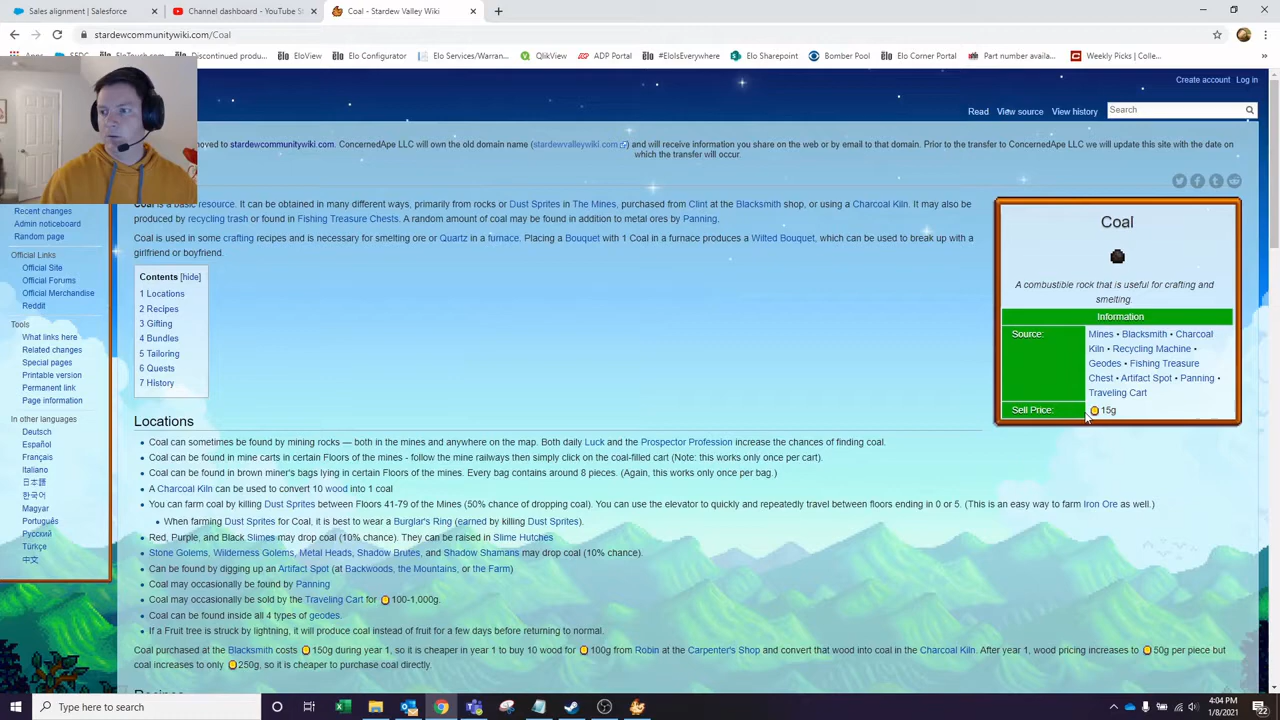 Sales alignment | Salesforce
Channel dashboard - YouTube S
Coal - Stardew Valley Wiki
stardewcommunitywiki.com/Coal
Apps
EloTouch.com
Discontinued produ...
EloView
Elo Configurator
Elo Services/Warran...
QlikView
ADP Portal
#EloIsEverywhere
Elo Sharepoint
Bomber Pool
Elo Corner Portal
Part number availa...
Weekly Picks | Colle...
Create account Log in
Read View source View history Search
moved to stardewcommunitywiki.com. ConcernedApe LLC will own the old domain name (stardewvalleywiki.com) and will receive information you share on the web or by email to that domain. Prior to the transfer to ConcernedApe LLC we will update this site with the date on
which the transfer will occur.
Recent changes
Admin noticeboard
Random page
Official Links
Official Site
Official Forums
Official Merchandise
Reddit
Tools
What links here
Related changes
Special pages
Printable version
Permanent link
Page information
In other languages
Deutsch
Español
Français
Italiano
日本語
한국어
Magyar
Português
Русский
Türkçe
中文
Coal is a basic resource. It can be obtained in many different ways, primarily from rocks or Dust Sprites in The Mines, purchased from Clint at the Blacksmith shop, or using a Charcoal Kiln. It may also be
produced by recycling trash or found in Fishing Treasure Chests. A random amount of coal may be found in addition to metal ores by Panning.
Coal is used in some crafting recipes and is necessary for smelting ore or Quartz in a furnace. Placing a Bouquet with 1 Coal in a furnace produces a Wilted Bouquet, which can be used to break up with a
girlfriend or boyfriend.
Contents [hide]
1 Locations
2 Recipes
3 Gifting
4 Bundles
5 Tailoring
6 Quests
7 History
Coal
A combustible rock that is useful for crafting and
smelting.
Information
Source: Mines • Blacksmith • Charcoal
Kiln • Recycling Machine •
Geodes • Fishing Treasure
Chest • Artifact Spot • Panning •
Traveling Cart
Sell Price: 15g
Locations
Coal can sometimes be found by mining rocks — both in the mines and anywhere on the map. Both daily Luck and the Prospector Profession increase the chances of finding coal.
Coal can be found in mine carts in certain Floors of the mines - follow the mine railways then simply click on the coal-filled cart (Note: this works only once per cart).
Coal can be found in brown miner's bags lying in certain Floors of the mines. Every bag contains around 8 pieces. (Again, this works only once per bag.)
A Charcoal Kiln can be used to convert 10 wood into 1 coal
You can farm coal by killing Dust Sprites between Floors 41-79 of the Mines (50% chance of dropping coal). You can use the elevator to quickly and repeatedly travel between floors ending in 0 or 5. (This is an easy way to farm Iron Ore as well.)
When farming Dust Sprites for Coal, it is best to wear a Burglar's Ring (earned by killing Dust Sprites).
Red, Purple, and Black Slimes may drop coal (10% chance). They can be raised in Slime Hutches
Stone Golems, Wilderness Golems, Metal Heads, Shadow Brutes, and Shadow Shamans may drop coal (10% chance).
Can be found by digging up an Artifact Spot (at Backwoods, the Mountains, or the Farm)
Coal may occasionally be found by Panning
Coal may occasionally be sold by the Traveling Cart for 100-1,000g.
Coal can be found inside all 4 types of geodes.
If a Fruit tree is struck by lightning, it will produce coal instead of fruit for a few days before returning to normal.
Coal purchased at the Blacksmith costs 150g during year 1, so it is cheaper in year 1 to buy 10 wood for 100g from Robin at the Carpenter's Shop and convert that wood into coal in the Charcoal Kiln. After year 1, wood pricing increases to 50g per piece but
coal increases to only 250g, so it is cheaper to purchase coal directly.
Recipes
Type here to search
4:04 PM
1/8/2021